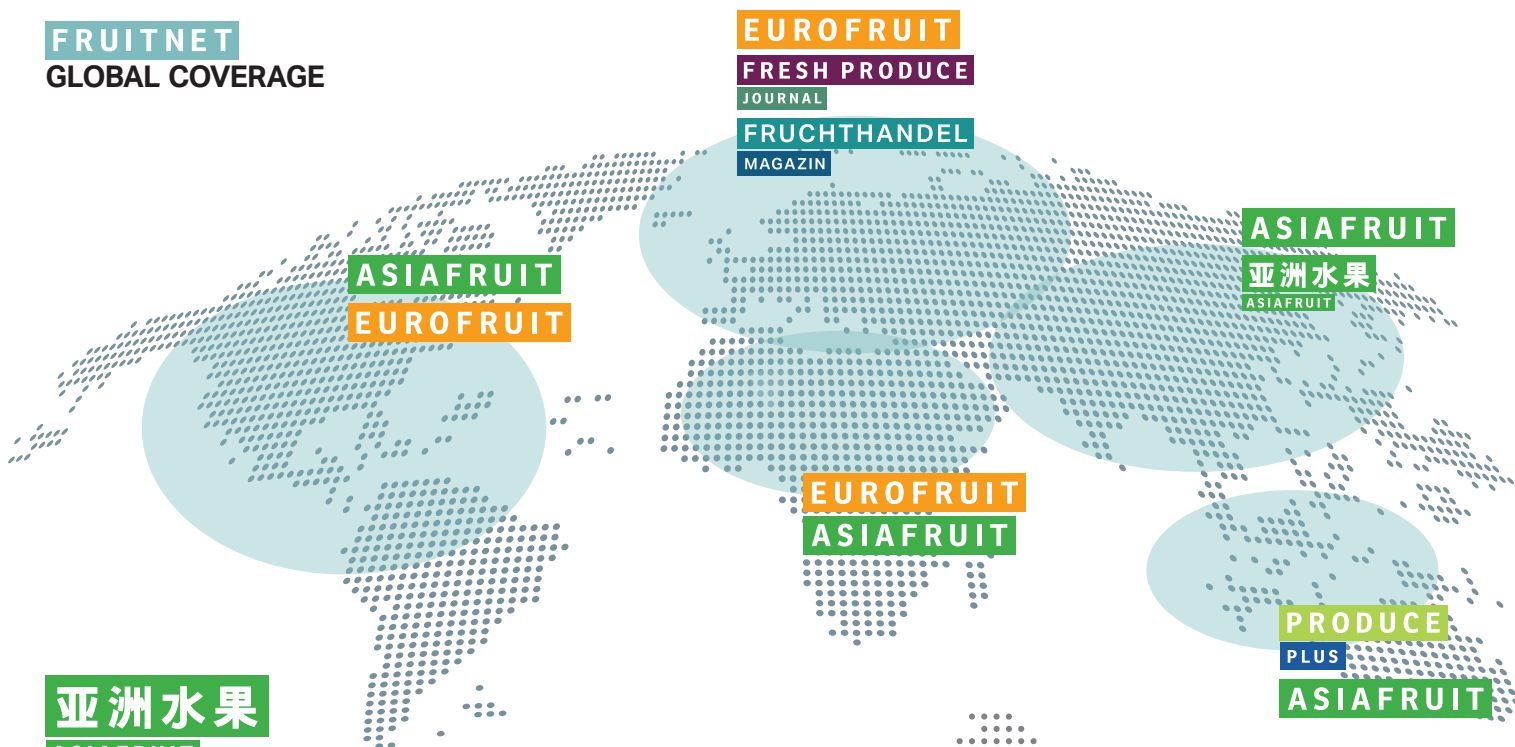 FRUITNET
GLOBAL COVERAGE
EUROFRUIT
FRESH PRODUCE
JOURNAL
FRUCHTHANDEL
MAGAZIN
ASIAFRUIT
亚洲水果
ASIAFRUIT
ASIAFRUIT
EUROFRUIT
EUROFRUIT
ASIAFRUIT
PRODUCE
PLUS
ASIAFRUIT
亚洲水果